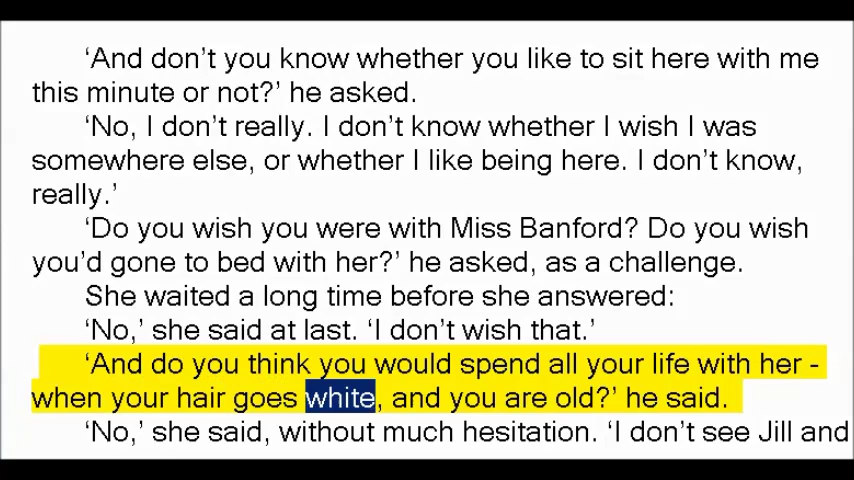 ‘And don’t you know whether you like to sit here with me
this minute or not?’ he asked.
‘No, I don’t really. I don’t know whether I wish I was
somewhere else, or whether I like being here. I don’t know,
really.’
‘Do you wish you were with Miss Banford? Do you wish
you’d gone to bed with her?’ he asked, as a challenge.
She waited a long time before she answered:
‘No,’ she said at last. ‘I don’t wish that.’
‘And do you think you would spend all your life with her -
when your hair goes white, and you are old?’ he said.
‘No,’ she said, without much hesitation. ‘I don’t see Jill and